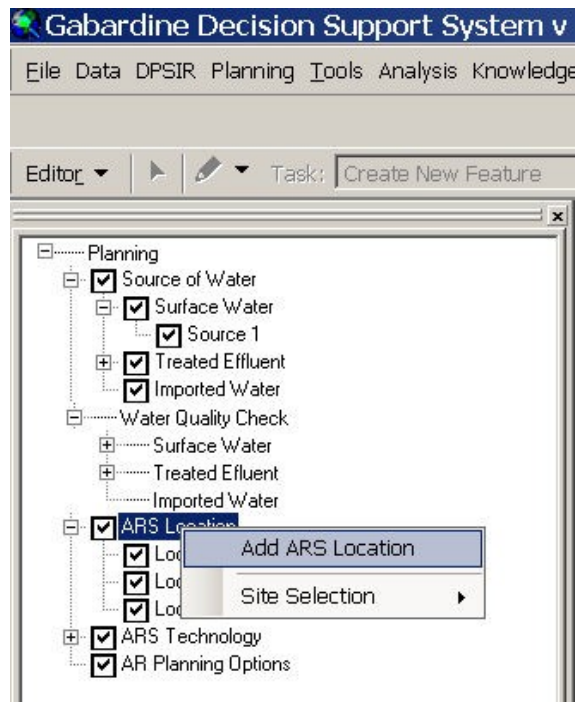 Gabardine Decision Support System v
File Data DPSIR Planning Tools Analysis Knowledge
Editor Task: Create New Feature
Planning
Source of Water
Surface Water
Source 1
Treated Effluent
Imported Water
Water Quality Check
Surface Water
Treated Efluent
Imported Water
ARS Location
Add ARS Location
Site Selection
ARS Technology
AR Planning Options